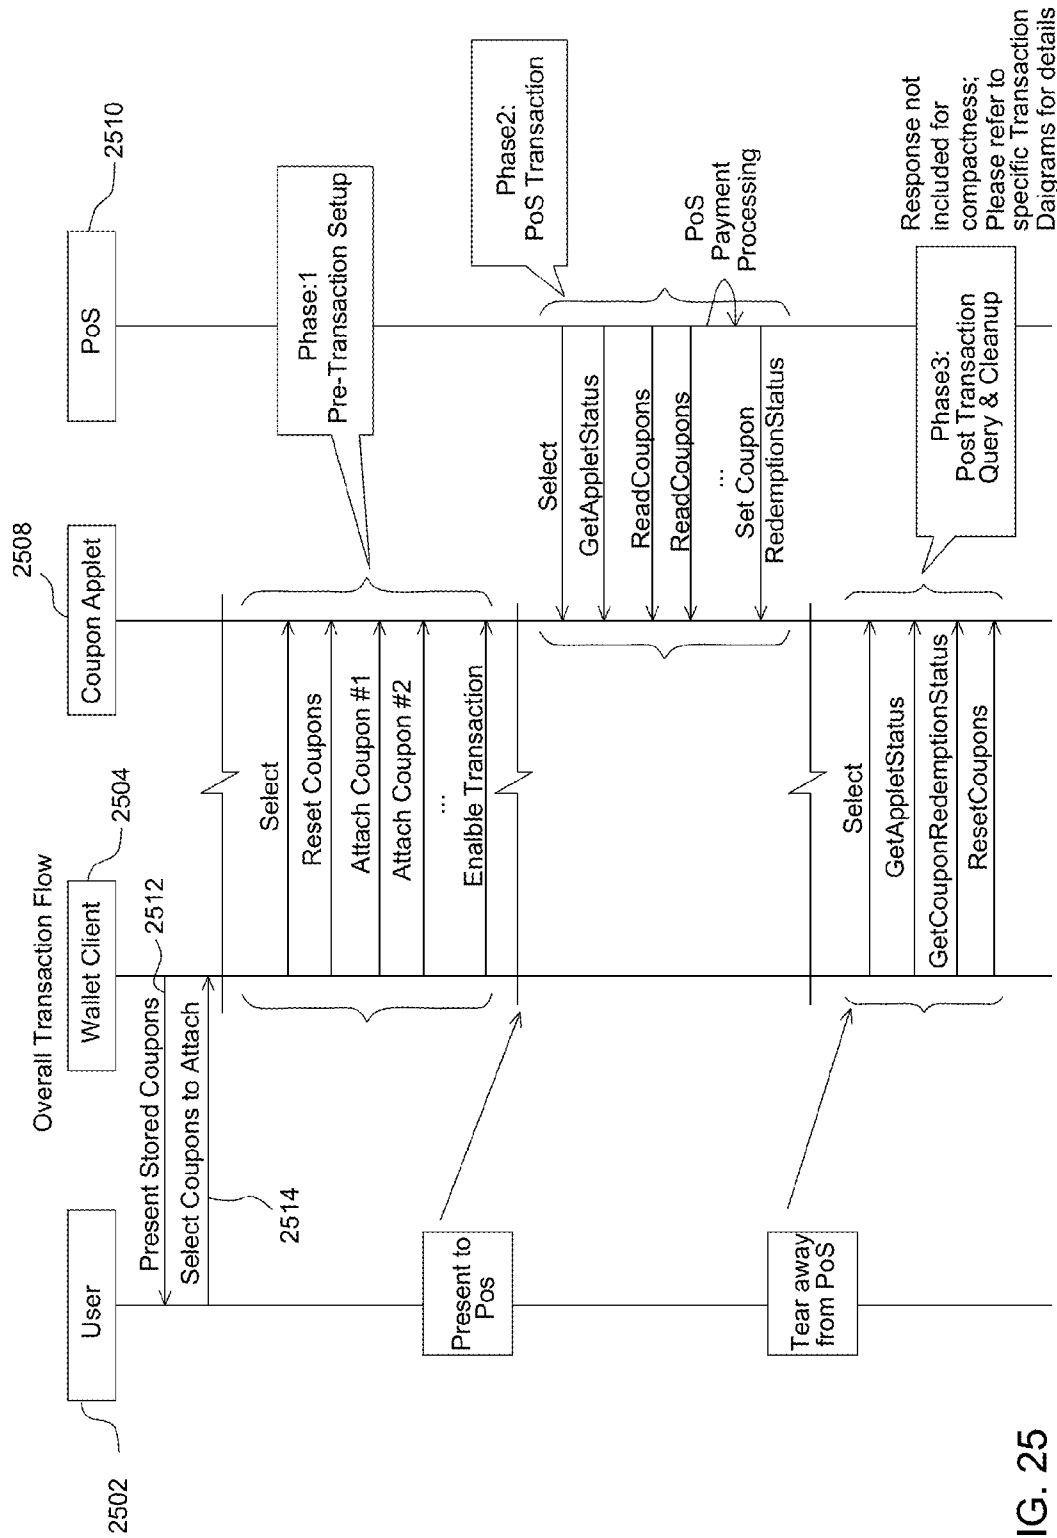 Overall Transaction Flow
2502
User
2504
Wallet Client
2508
Coupon Applet
2510
PoS
Present Stored Coupons
2512
Select Coupons to Attach
2514
Select
Reset Coupons
Attach Coupon #1
Attach Coupon #2
...
Enalble Transaction
Phase:1
Pre-Transaction Setup
Present to
Pos
Phase2:
PoS Transaction
Select
GetAppletStatus
ReadCoupons
ReadCoupons
...
PoS
Payment
Processing
Set Coupon
RedemptionStatus
Tear away
from PoS
Select
GetAppletStatus
GetCouponRedemptionStatus
ResetCoupons
Phase3:
Post Transaction
Query & Cleanup
Response not
included for
compactness;
Please refer to
specific Transaction
Daigrams for details
IG. 25